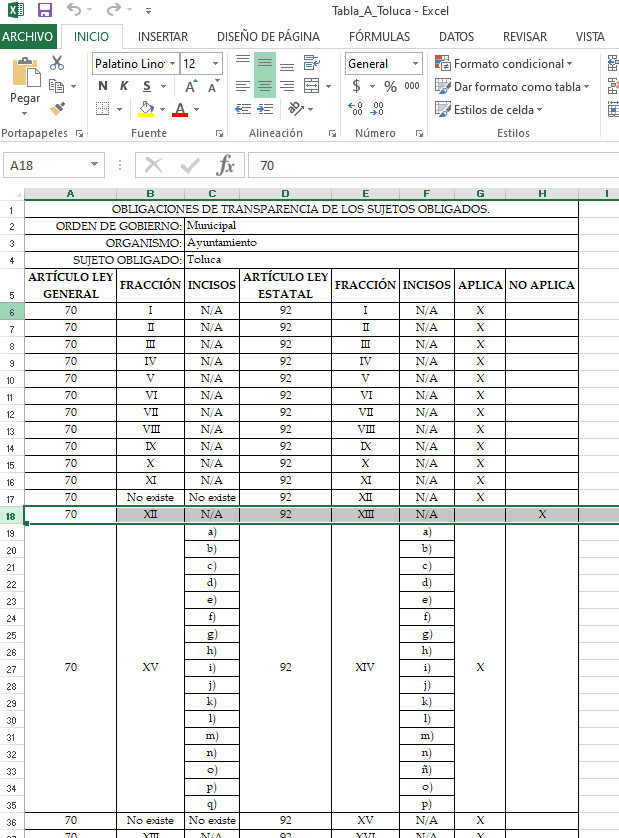 Tabla_A_Toluca - Excel
ARCHIVO INICIO INSERTAR DISEÑO DE PÁGINA FÓRMULAS DATOS REVISAR VISTA
Palatino Lino 12 General Formato condicional
Pegar N K S A A $ % 000 Dar formato como tabla
A Estilos de celda
Portapapeles Fuente Alineación Número Estilos
A18 fx 70
A B C D E F G H I
1 OBLIGACIONES DE TRANSPARENCIA DE LOS SUJETOS OBLIGADOS.
2 ORDEN DE GOBIERNO: Municipal
3 ORGANISMO: Ayuntamiento
4 SUJETO OBLIGADO: Toluca
ARTÍCULO LEY ARTÍCULO LEY
5 GENERAL FRACCIÓN INCISOS ESTATAL FRACCIÓN INCISOS APLICA NO APLICA
6 70 I N/A 92 I N/A X
7 70 II N/A 92 II N/A X
8 70 III N/A 92 III N/A X
9 70 IV N/A 92 IV N/A X
10 70 V N/A 92 V N/A X
11 70 VI N/A 92 VI N/A X
12 70 VII N/A 92 VII N/A X
13 70 VIII N/A 92 VIII N/A X
14 70 IX N/A 92 IX N/A X
15 70 X N/A 92 X N/A X
16 70 XI N/A 92 XI N/A X
17 70 No existe No existe 92 XII N/A X
18 70 XII N/A 92 XIII N/A X
19 a) a)
20 b) b)
21 c) c)
22 d) d)
23 e) e)
24 f) f)
25 g) g)
26 h) h)
27 70 XV i) 92 XIV i) X
28 j) j)
29 k) k)
30 l) l)
31 m) m)
32 n) n)
33 o) ñ)
34 p) o)
35 q) p)
36 70 No existe No existe 92 XV N/A X
37 70 XIII N/A 92 XVI N/A X